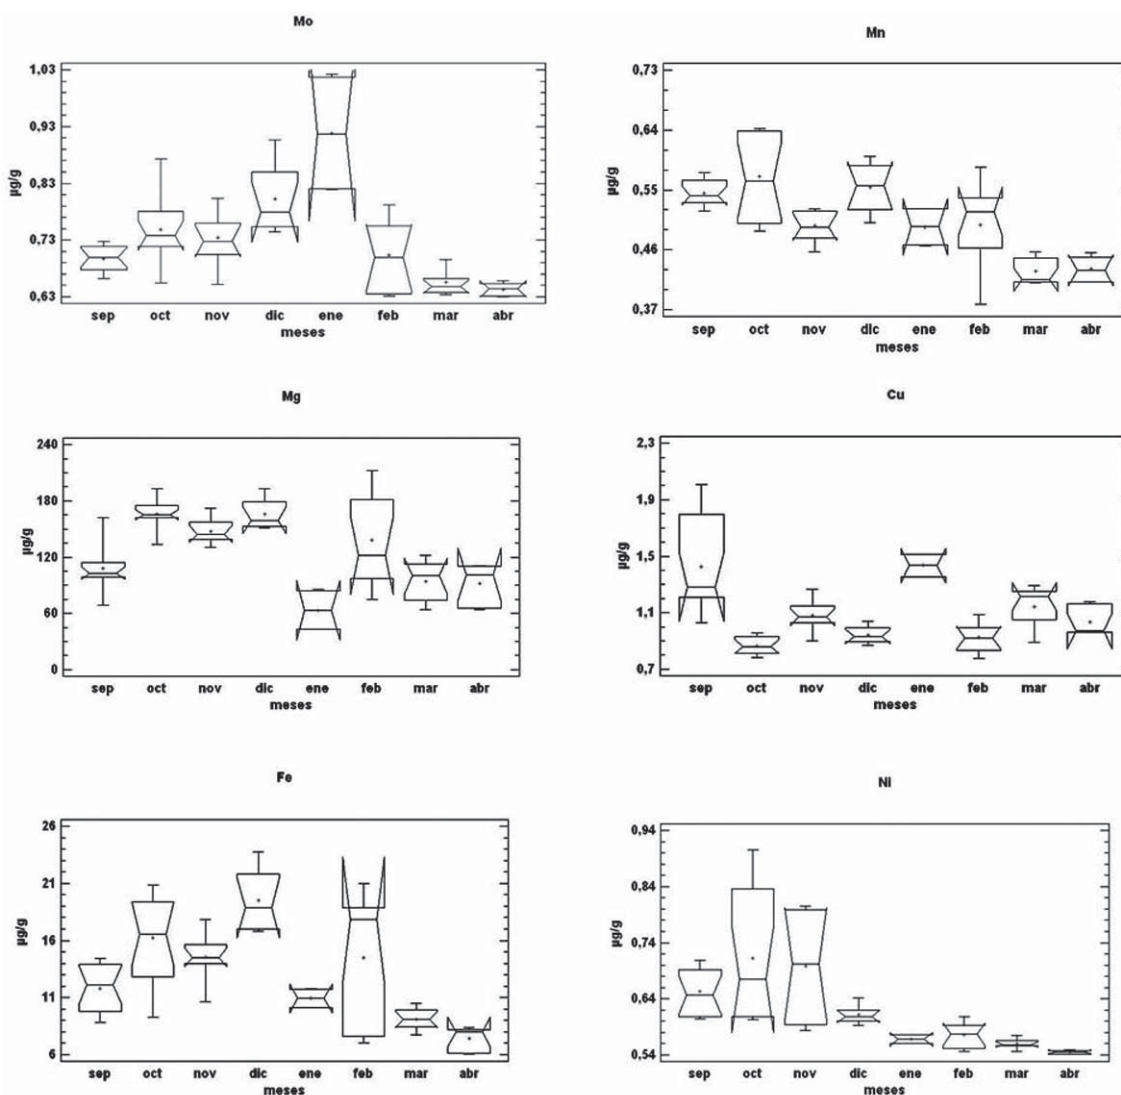 Mo
1,03
0,93
0,83
0,73
0,63
µg/g
sep oct nov dic ene feb mar abr
meses
Mn
0,73
0,64
0,55
0,46
0,37
µg/g
sep oct nov dic ene feb mar abr
meses
Mg
240
180
120
60
0
µg/g
sep oct nov dic ene feb mar abr
meses
Cu
2,3
1,9
1,5
1,1
0,7
µg/g
sep oct nov dic ene feb mar abr
meses
Fe
26
21
16
11
6
µg/g
sep oct nov dic ene feb mar abr
meses
Ni
0,94
0,84
0,74
0,64
0,54
µg/g
sep oct nov dic ene feb mar abr
meses